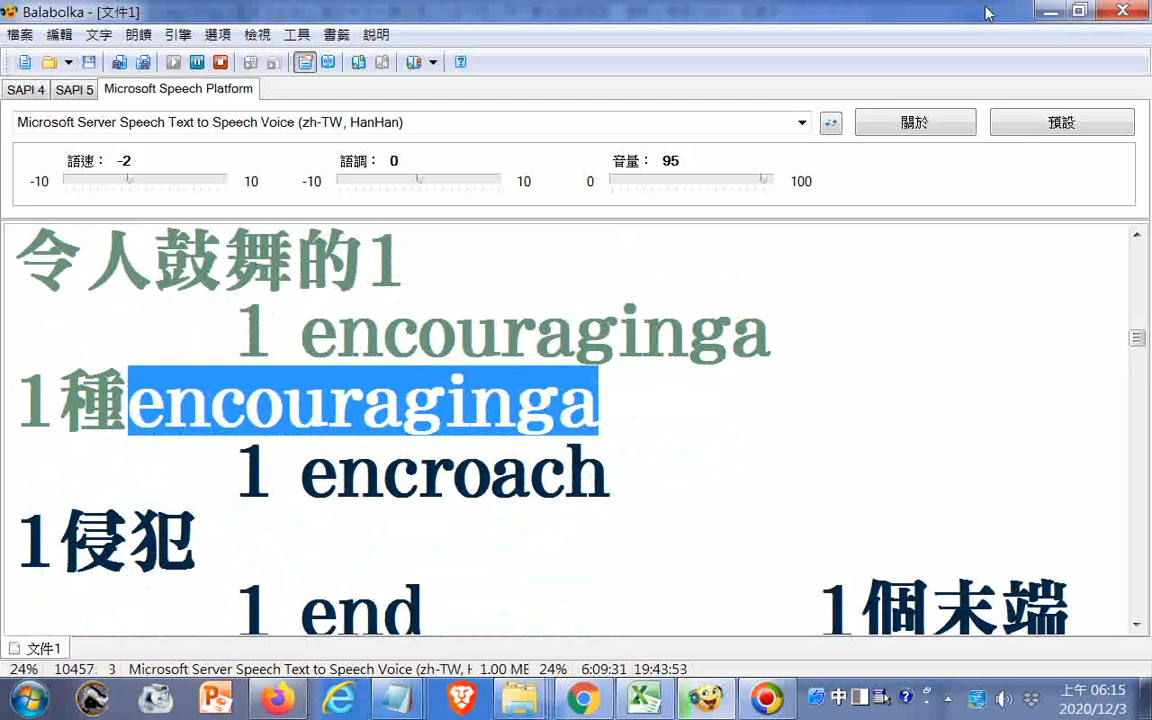 Balabolka - [文件1]
檔案 編輯 文字 朗讀 引擎 選項 檢視 工具 書籤 說明
SAPI 4 SAPI 5 Microsoft Speech Platform
Microsoft Server Speech Text to Speech Voice (zh-TW, HanHan) 關於 預設
語速： -2 語調： 0 音量： 95
-10 10 -10 10 0 100
令人鼓舞的1
1 encouraginga
1種encouraginga
1 encroach
1侵犯
1 end 1個末端
文件1
24% 10457 3 Microsoft Server Speech Text to Speech Voice (zh-TW, 1.00 ME 24% 6:09:31 19:43:53
中 上午 06:15
2020/12/3